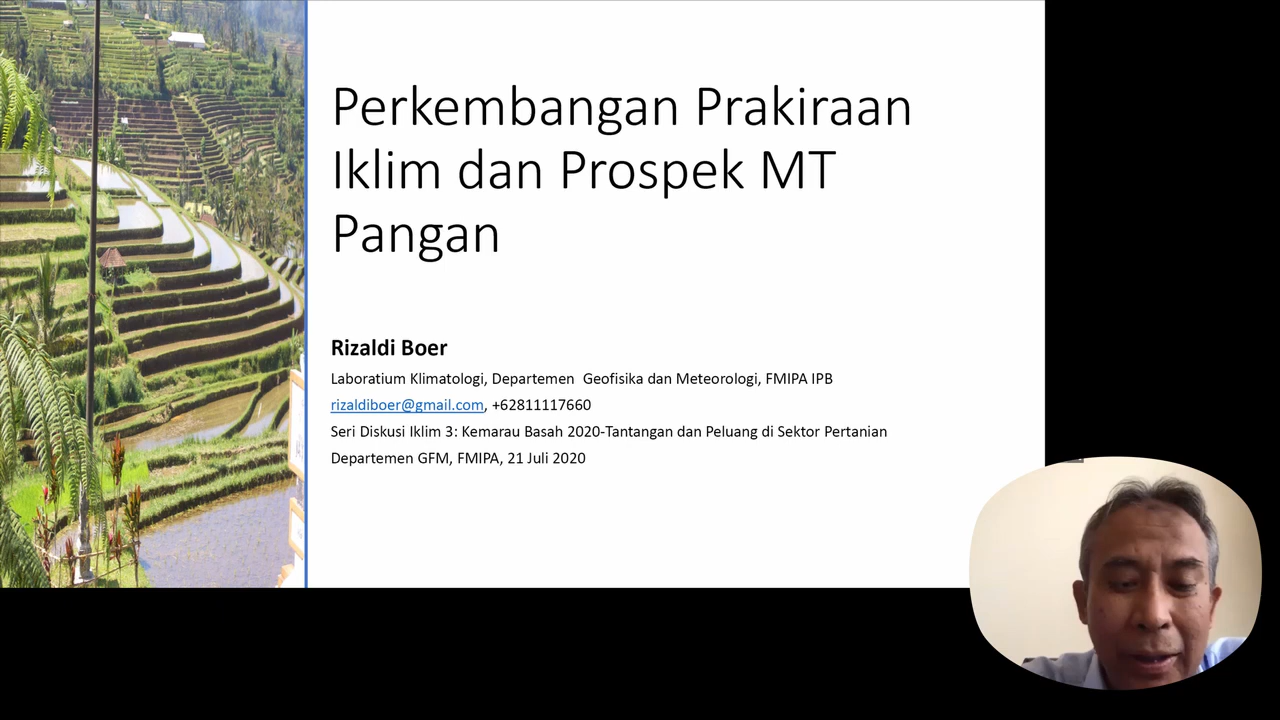 Perkembangan Prakiraan
Iklim dan Prospek MT
Pangan
Rizaldi Boer
Laboratium Klimatologi, Departemen Geofisika dan Meteorologi, FMIPA IPB
rizaldiboer@gmail.com, +62811117660
Seri Diskusi Iklim 3: Kemarau Basah 2020-Tantangan dan Peluang di Sektor Pertanian
Departemen GFM, FMIPA, 21 Juli 2020